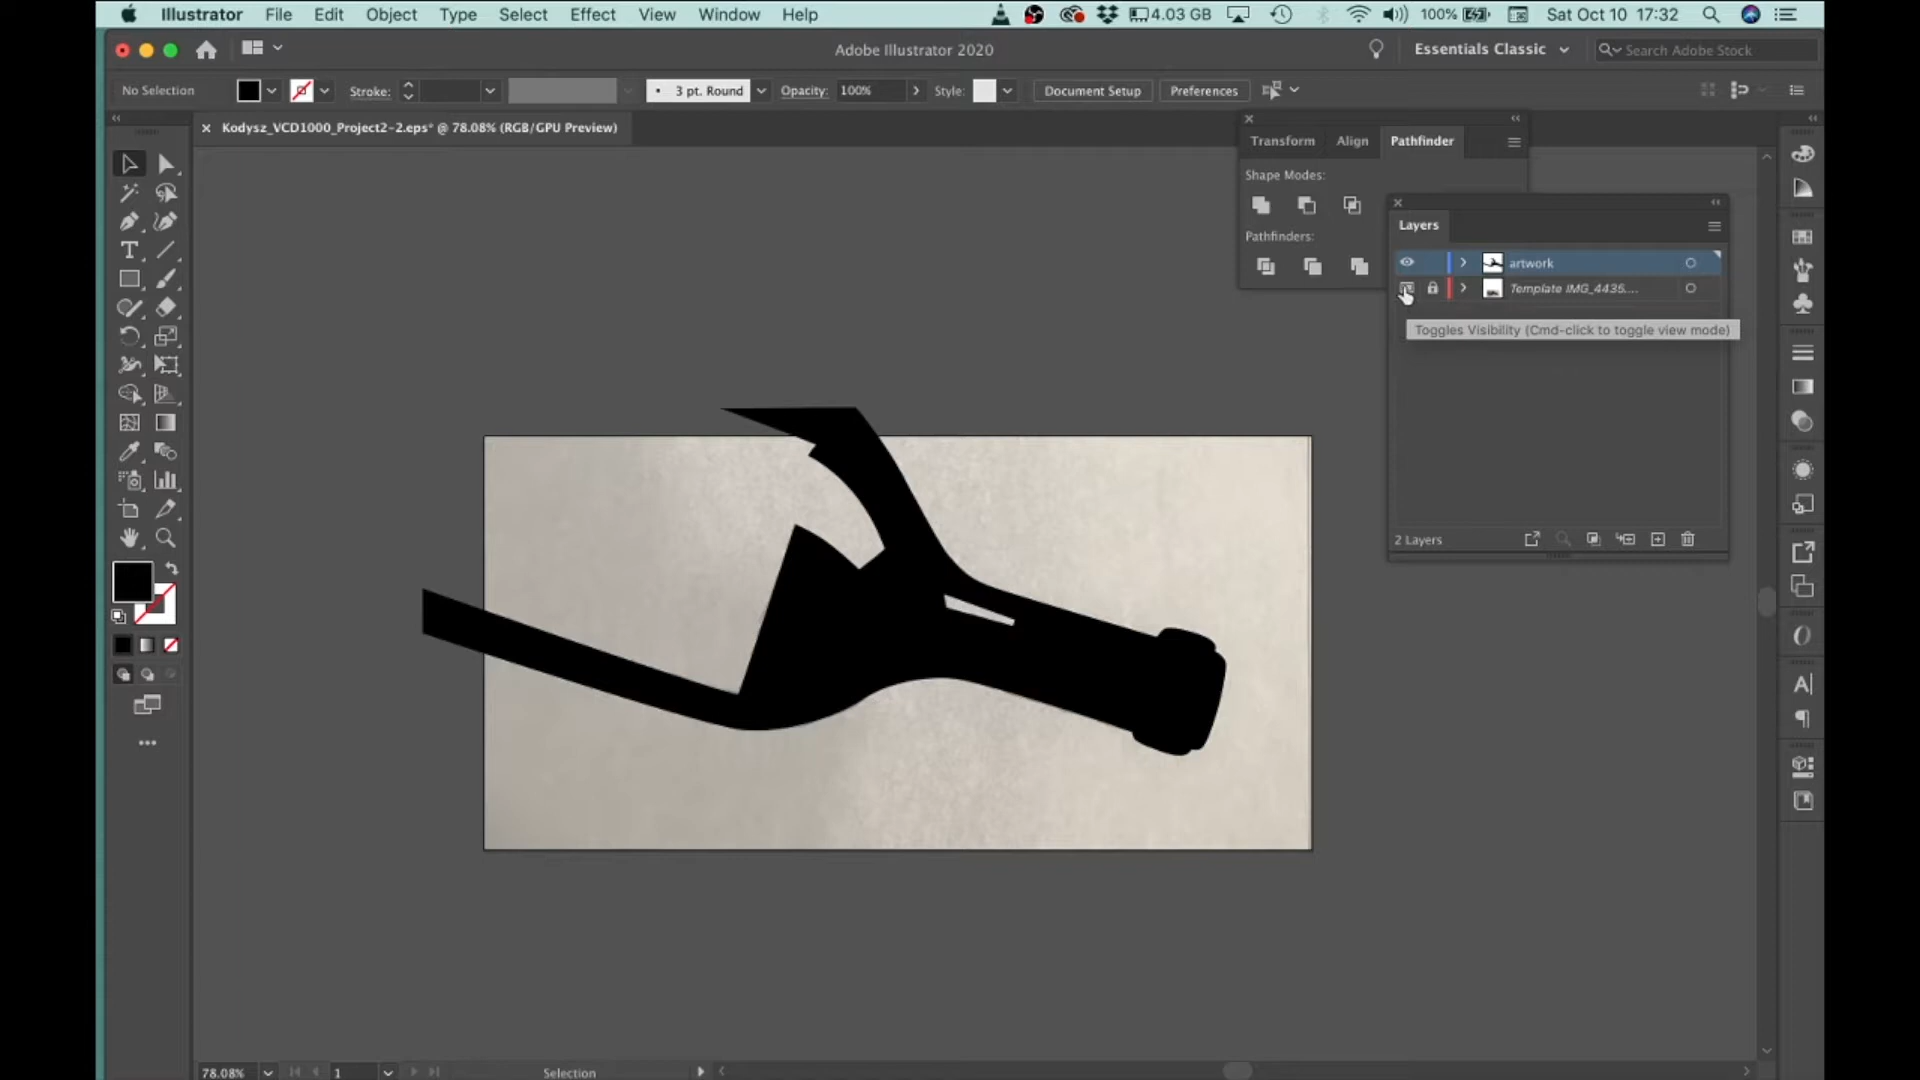 Illustrator File Edit Object Type Select Effect View Window Help 4.03 GB 100% Sat Oct 10 17:32
Adobe Illustrator 2020 Essentials Classic Search Adobe Stock
No Selection Stroke: 3 pt. Round Opacity: 100% Style: Document Setup Preferences
Kodysz_VCD1000_Project2-2.eps* @ 78.08% (RGB/GPU Preview)
Transform Align Pathfinder
Shape Modes:
Pathfinders:
Layers
artwork
Template IMG_4435....
Toggles Visibility (Cmd-click to toggle view mode)
2 Layers
78.08% 1 Selection